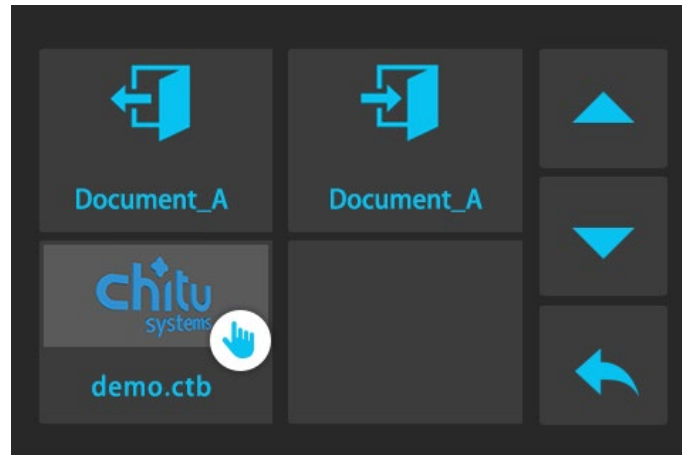 Document_A
Document_A
chitu
systems
demo.ctb